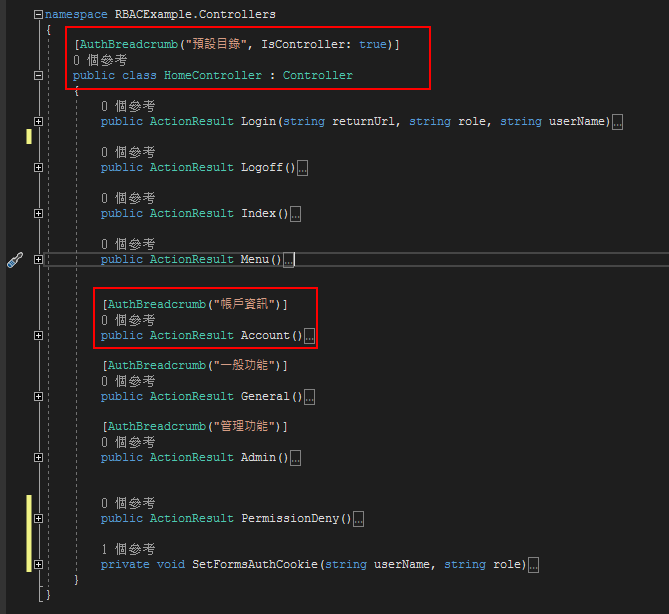 namespace RBACExample.Controllers
{
[AuthBreadcrumb("預設目錄", IsController: true)]
0 個參考
public class HomeController : Controller
{
0 個參考
public ActionResult Login(string returnUrl, string role, string userName)...
0 個參考
public ActionResult Logoff()...
0 個參考
public ActionResult Index()...
0 個參考
public ActionResult Menu()...
[AuthBreadcrumb("帳戶資訊")]
0 個參考
public ActionResult Account()...
[AuthBreadcrumb("一般功能")]
0 個參考
public ActionResult General()...
[AuthBreadcrumb("管理功能")]
0 個參考
public ActionResult Admin()...
0 個參考
public ActionResult PermissionDeny()...
1 個參考
private void SetFormsAuthCookie(string userName, string role)...
}
}